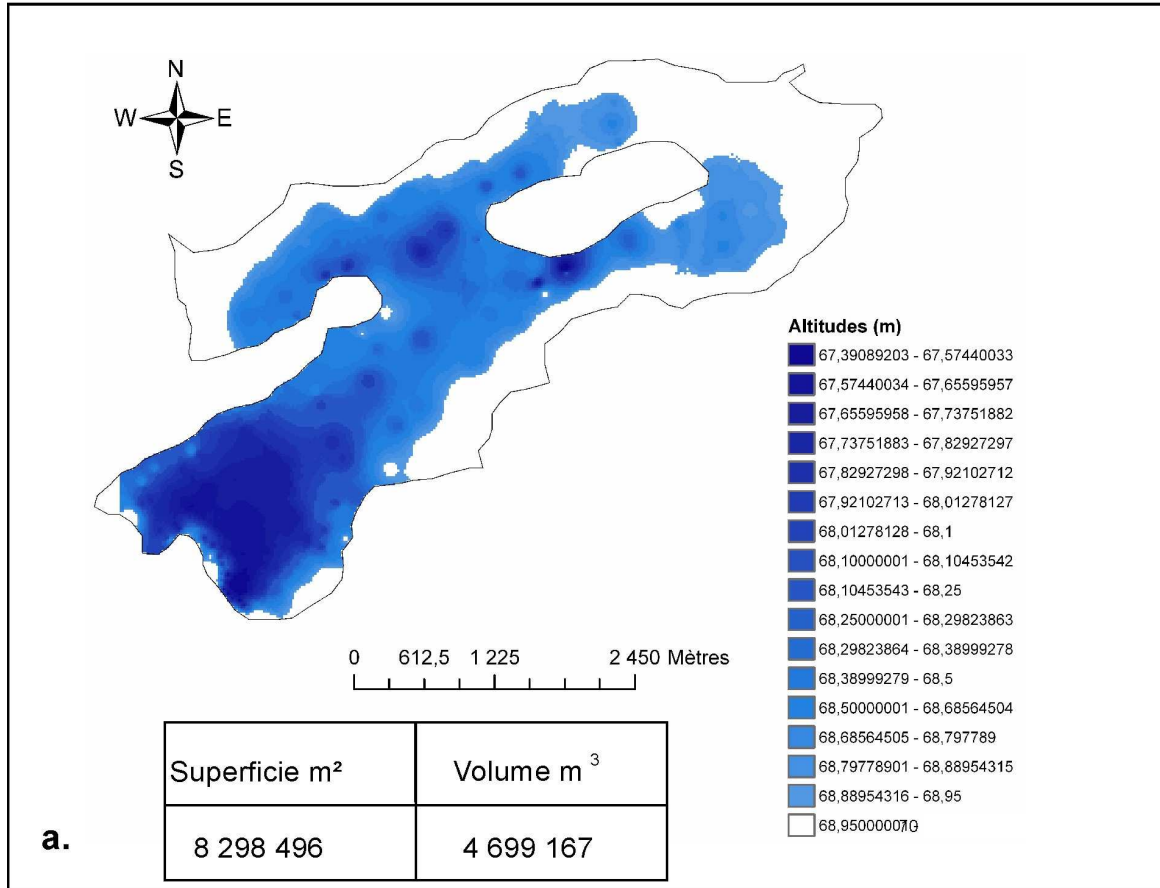 N
W E
S
Altitudes (m)
67,39089203 - 67,57440033
67,57440034 - 67,65595957
67,65595958 - 67,73751882
67,73751883 - 67,82927297
67,82927298 - 67,92102712
67,92102713 - 68,01278127
68,01278128 - 68,1
68,10000001 - 68,10453542
68,10453543 - 68,25
68,25000001 - 68,29823863
68,29823864 - 68,38999278
68,38999279 - 68,5
68,50000001 - 68,68564504
68,68564505 - 68,797789
68,79778901 - 68,88954315
68,88954316 - 68,95
0 612,5 1 225 2 450 Mètres
Superficie m² Volume m ³
8 298 496 4 699 167
a.